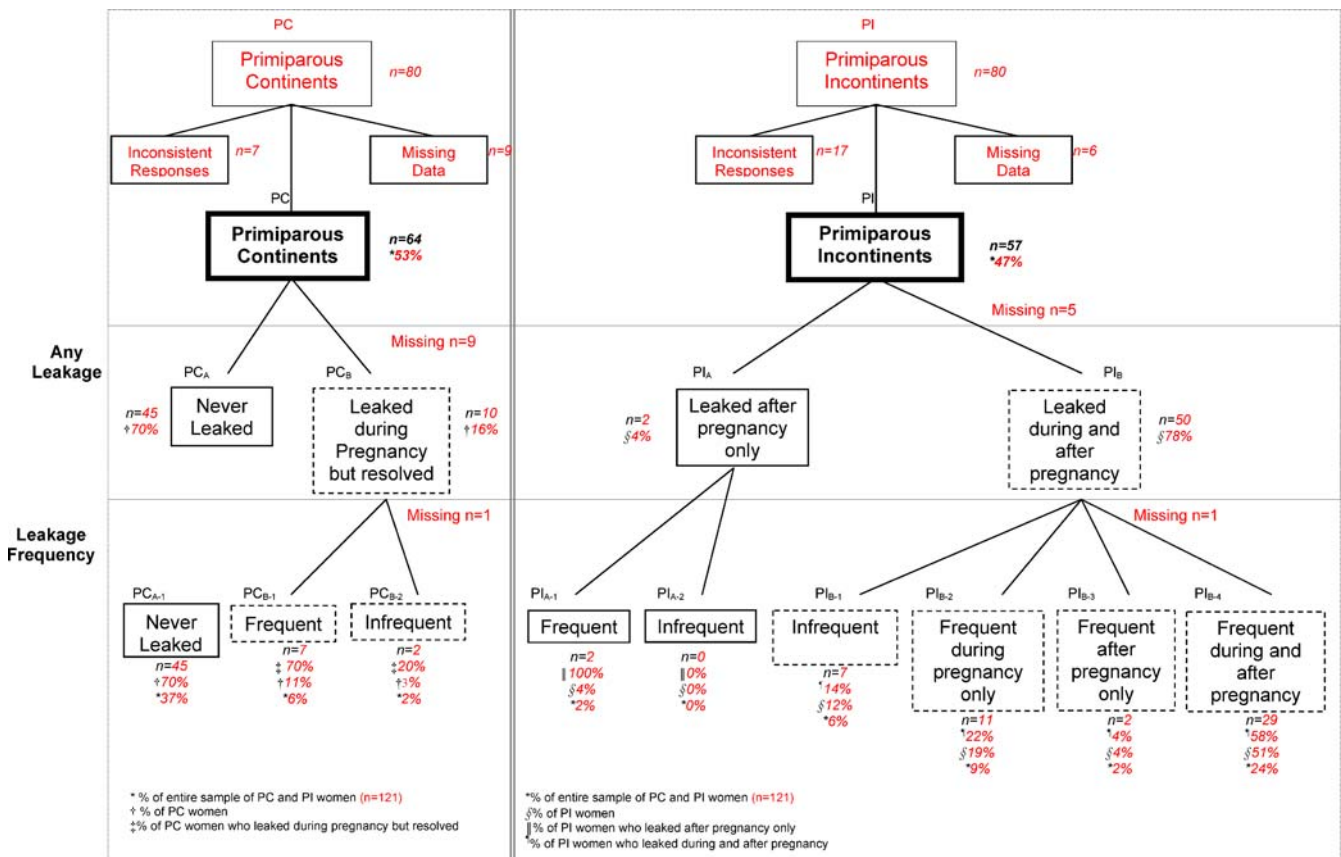 PC
Primiparous
Continents
n=80
Inconsistent
Responses
n=7
Missing
Data
n=9
PC
Primiparous
Continents
n=64
*53%
PI
Primiparous
Incontinents
n=80
Inconsistent
Responses
n=17
Missing
Data
n=6
PI
Primiparous
Incontinents
n=57
*47%
Any
Leakage
Missing n=9
PCA
n=45
†70%
Never
Leaked
PCB
Leaked
during
Pregnancy
but resolved
n=10
†16%
Missing n=5
PIA
n=2
§4%
Leaked after
pregnancy
only
PIB
Leaked
during and
after
pregnancy
n=50
§78%
Leakage
Frequency
Missing n=1
PCA-1
Never
Leaked
n=45
†70%
*37%
PCB-1
Frequent
n=7
‡70%
†11%
*6%
PCB-2
Infrequent
n=2
‡20%
†3%
*2%
Missing n=1
PIA-1
Frequent
n=2
‖100%
§4%
*2%
PIA-2
Infrequent
n=0
‖0%
§0%
*0%
PIB-1
Infrequent
n=7
¶14%
§12%
*6%
PIB-2
Frequent
during
pregnancy
only
n=11
¶22%
§19%
*9%
PIB-3
Frequent
after
pregnancy
only
n=2
¶4%
§4%
*2%
PIB-4
Frequent
during and
after
pregnancy
n=29
¶58%
§51%
*24%
* % of entire sample of PC and PI women (n=121)
† % of PC women
‡% of PC women who leaked during pregnancy but resolved
*% of entire sample of PC and PI women (n=121)
§% of PI women
‖% of PI women who leaked after pregnancy only
¶% of PI women who leaked during and after pregnancy